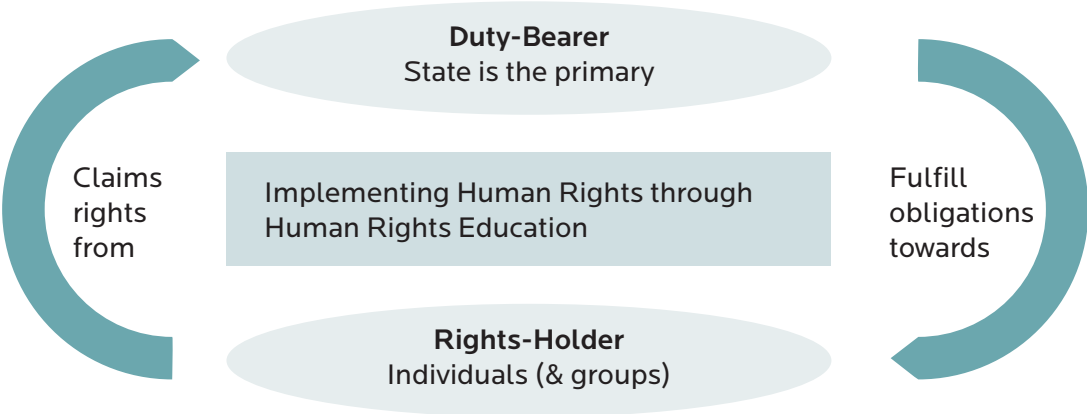 Duty-Bearer
State is the primary
Claims
rights
from
Implementing Human Rights through
Human Rights Education
Fulfill
obligations
towards
Rights-Holder
Individuals (& groups)